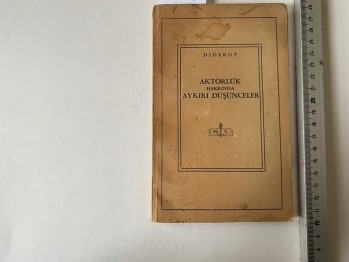 DIDEROT
AKTÖRLÜK
HAKKINDA
AYKIRI DÜŞÜNCELER
M. V.